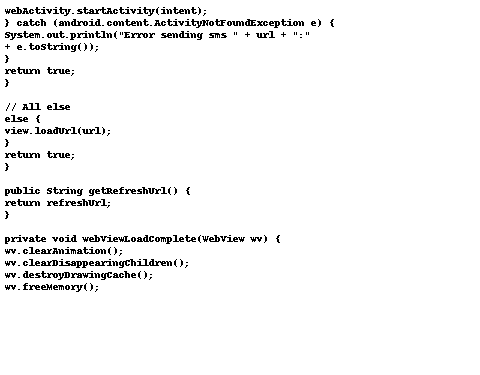 webActivity.startActivity(intent);
} catch (android.content.ActivityNotFoundException e) {
System.out.println("Error sending sms " + url + ":"
+ e.toString());
}
return true;
}

// All else
else {
view.loadUrl(url);
}
return true;
}

public String getRefreshUrl() {
return refreshUrl;
}

private void webViewLoadComplete(WebView wv) {
wv.clearAnimation();
wv.clearDisappearingChildren();
wv.destroyDrawingCache();
wv.freeMemory();